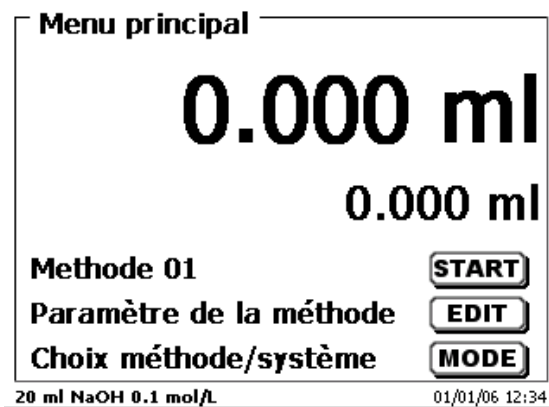 Menu principal
0.000 ml
0.000 ml
Methode 01 START
Paramètre de la méthode EDIT
Choix méthode/système MODE
20 ml NaOH 0.1 mol/L 01/01/06 12:34